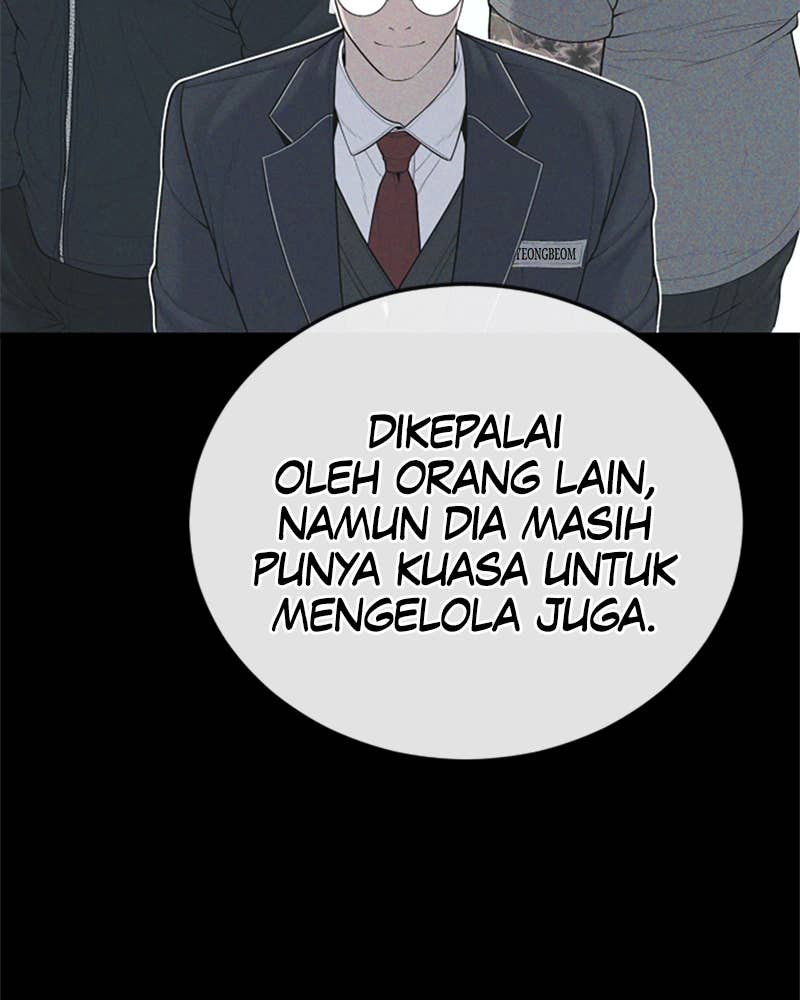 YEONGBEOM
DIKEPALAI
OLEH ORANG LAIN,
NAMUN DIA MASIH
PUNYA KUASA UNTUK
MENGELOLA JUGA.